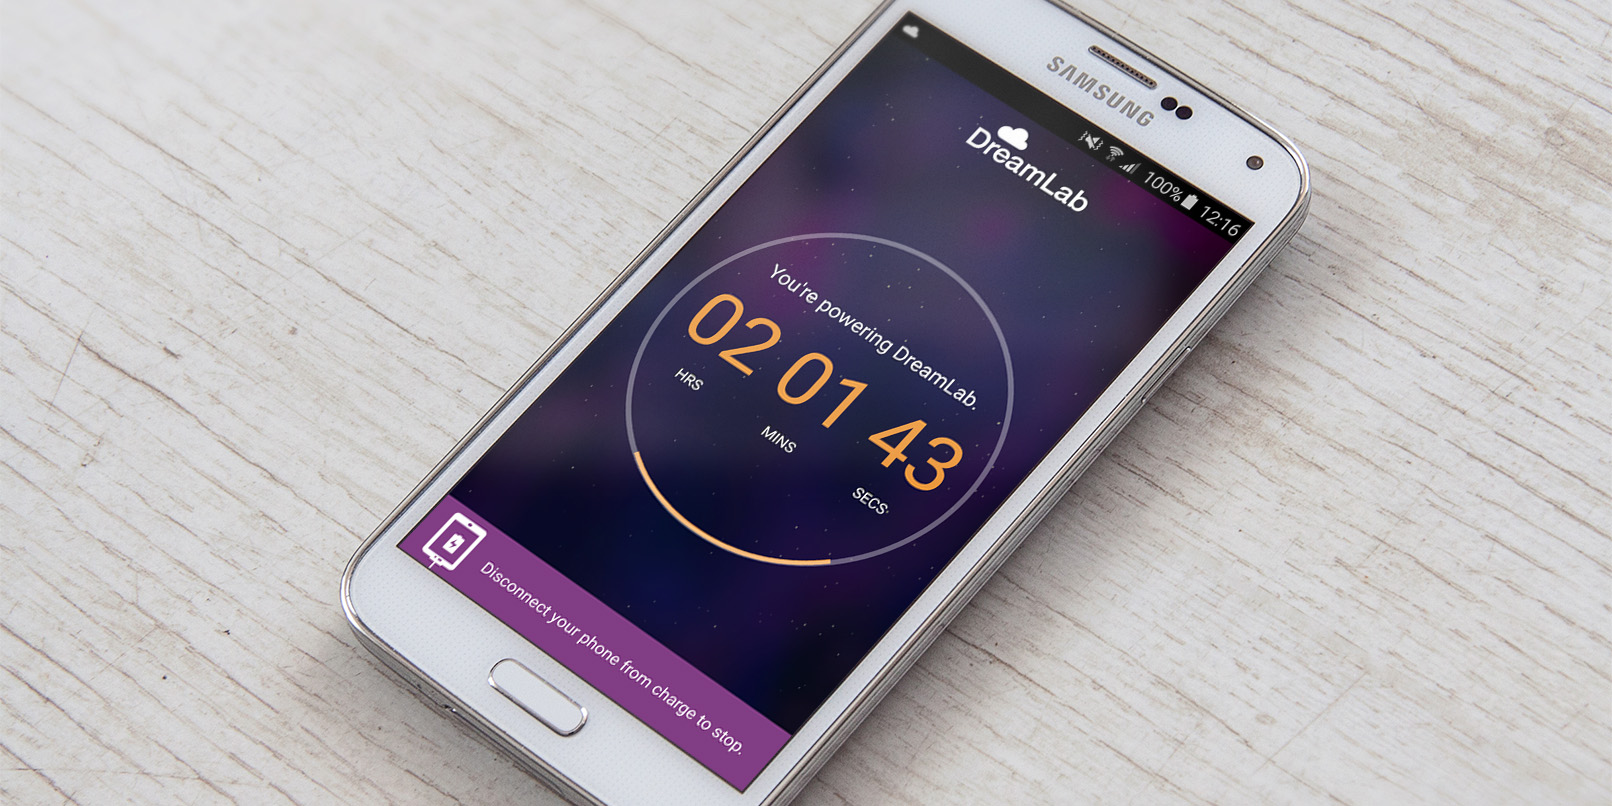 SAMSUNG
100% 12:16
DreamLab
You're powering DreamLab.
02 01 43
HRS MINS SECS
Disconnect your phone from charge to stop.